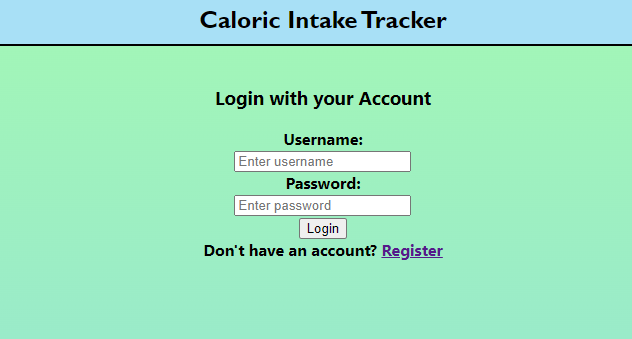 Caloric Intake Tracker
Login with your Account
Username:
Enter username
Password:
Enter password
Login
Don't have an account? Register